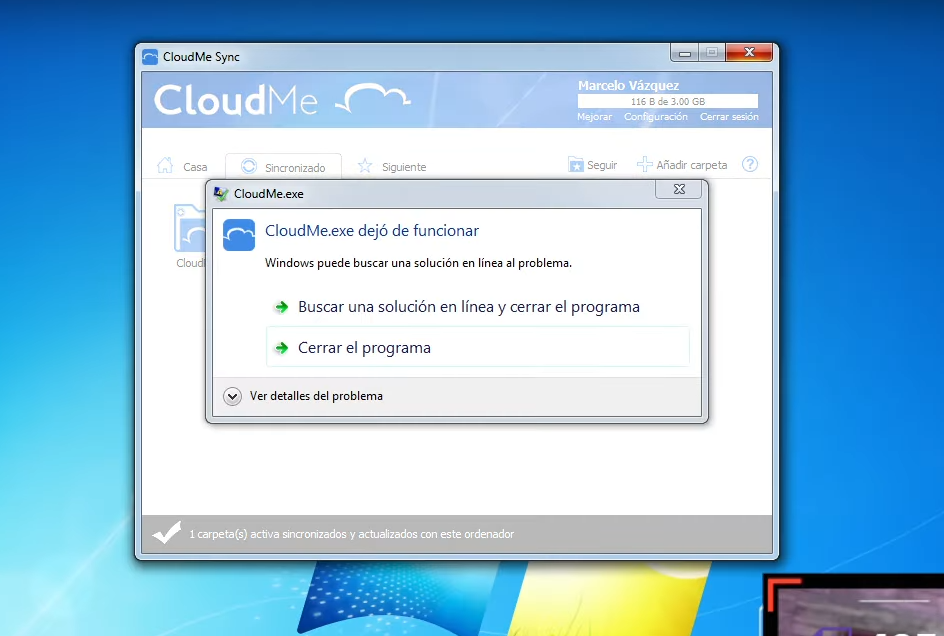 CloudMe Sync
CloudMe
Marcelo Vázquez
116 B de 3.00 GB
Mejorar Configuración Cerrar sesión
Casa Sincronizado Siguiente Seguir Añadir carpeta ?
CloudMe.exe
CloudMe.exe dejó de funcionar
Windows puede buscar una solución en línea al problema.
Buscar una solución en línea y cerrar el programa
Cerrar el programa
Ver detalles del problema
1 carpeta(s) activa sincronizados y actualizados con este ordenador